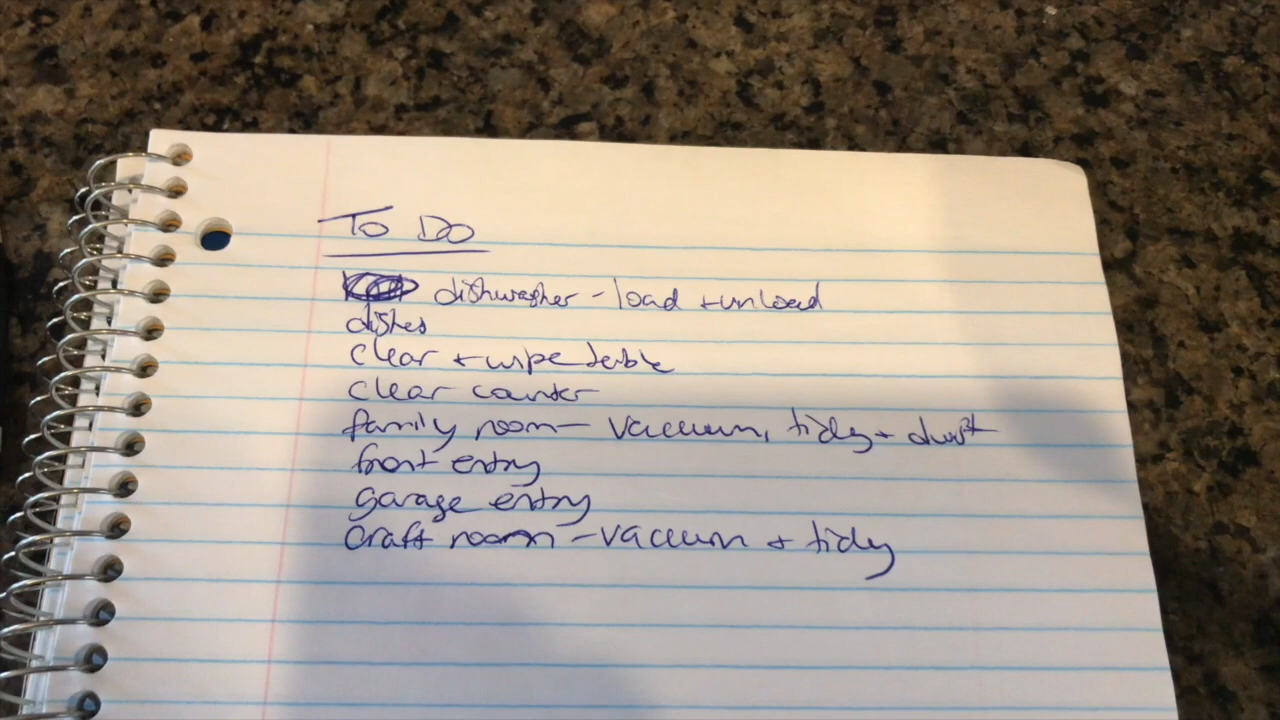 To Do
dishwasher - load + unload
dishes
clear + wipe table
clear counter
family room - vacuum, tidy + dust
front entry
garage entry
craft room - vacuum + tidy